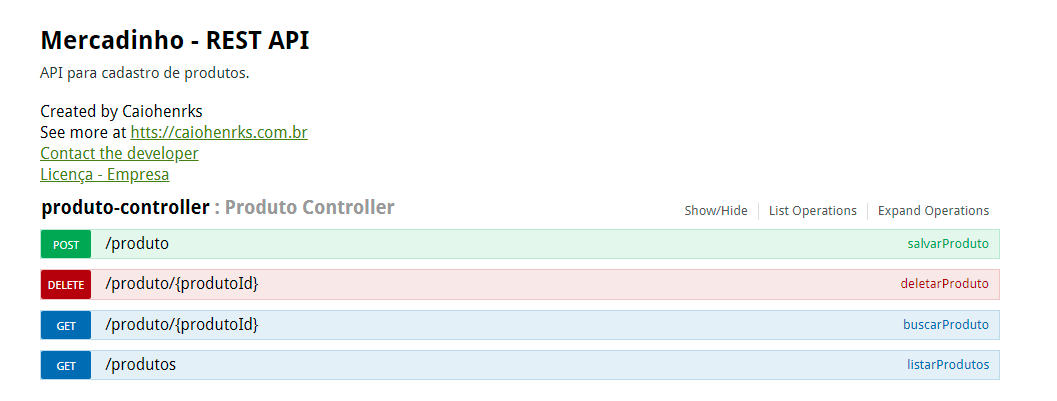 Mercadinho - REST API
API para cadastro de produtos.
Created by Caiohenrks
See more at htts://caiohenrks.com.br
Contact the developer
Licença - Empresa
produto-controller : Produto Controller Show/Hide List Operations Expand Operations
POST /produto salvarProduto
DELETE /produto/{produtoId} deletarProduto
GET /produto/{produtoId} buscarProduto
GET /produtos listarProdutos